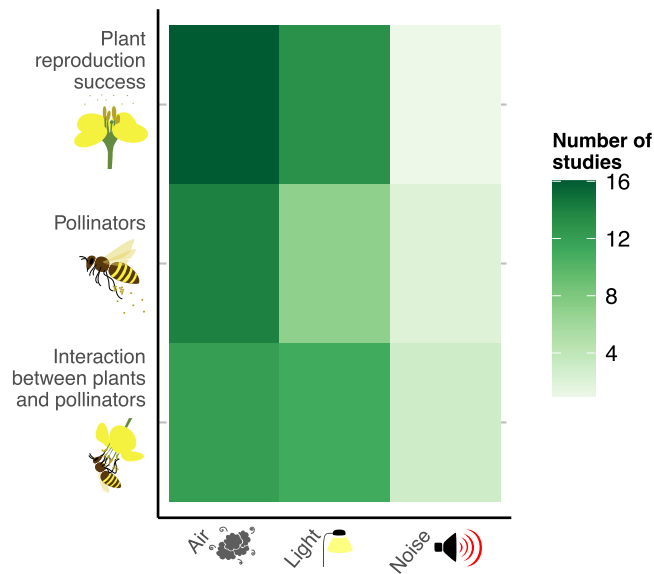 Plant
reproduction
success
Pollinators
Interaction
between plants
and pollinators
Air
Light
Noise
Number of
studies
16
12
8
4